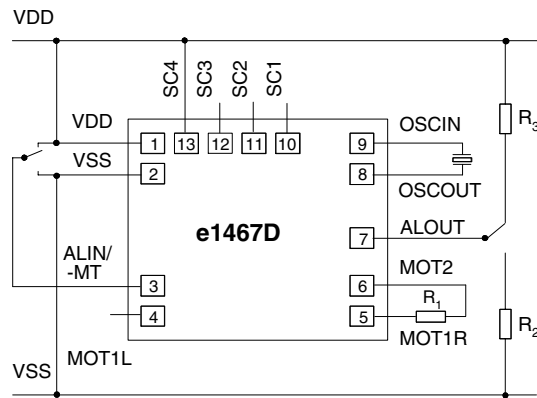 VDD
SC4
SC3
SC2
SC1
VDD
1
13
12
11
10
9
OSCIN
VSS
2
8
OSCOUT
R3
e1467D
7
ALOUT
ALIN/
-MT
3
6
MOT2
4
5
R1
MOT1L
MOT1R
R2
VSS